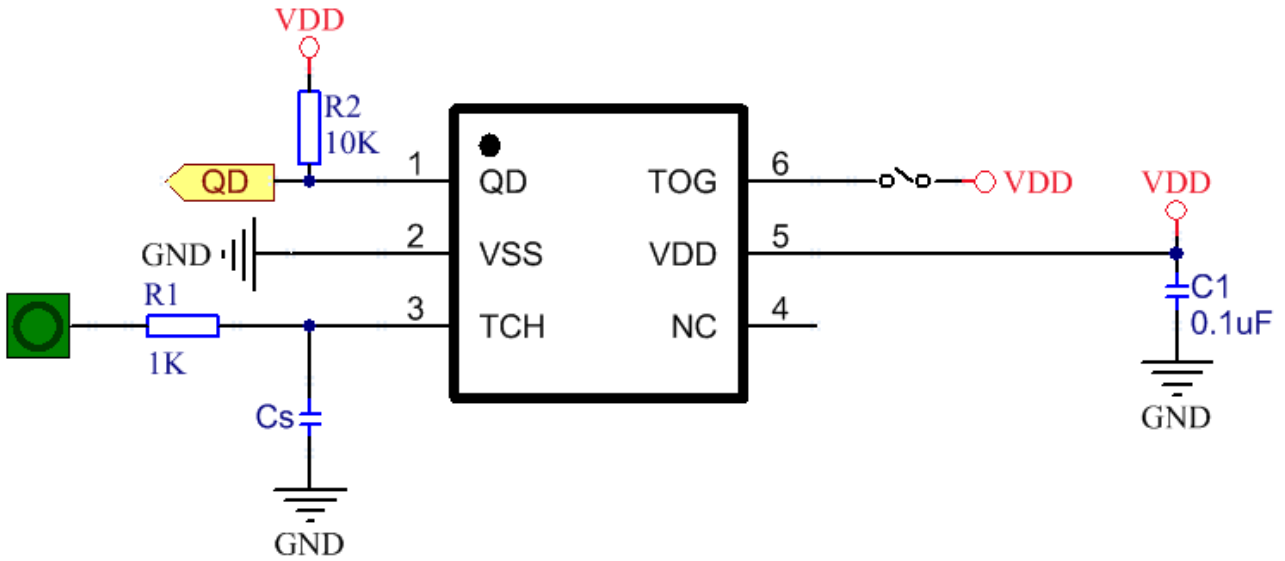 VDD
R2
10K
QD
1
QD
TOG
6
VDD
VDD
GND
2
VSS
VDD
5
R1
1K
3
TCH
NC
4
C1
0.1uF
GND
Cs
GND